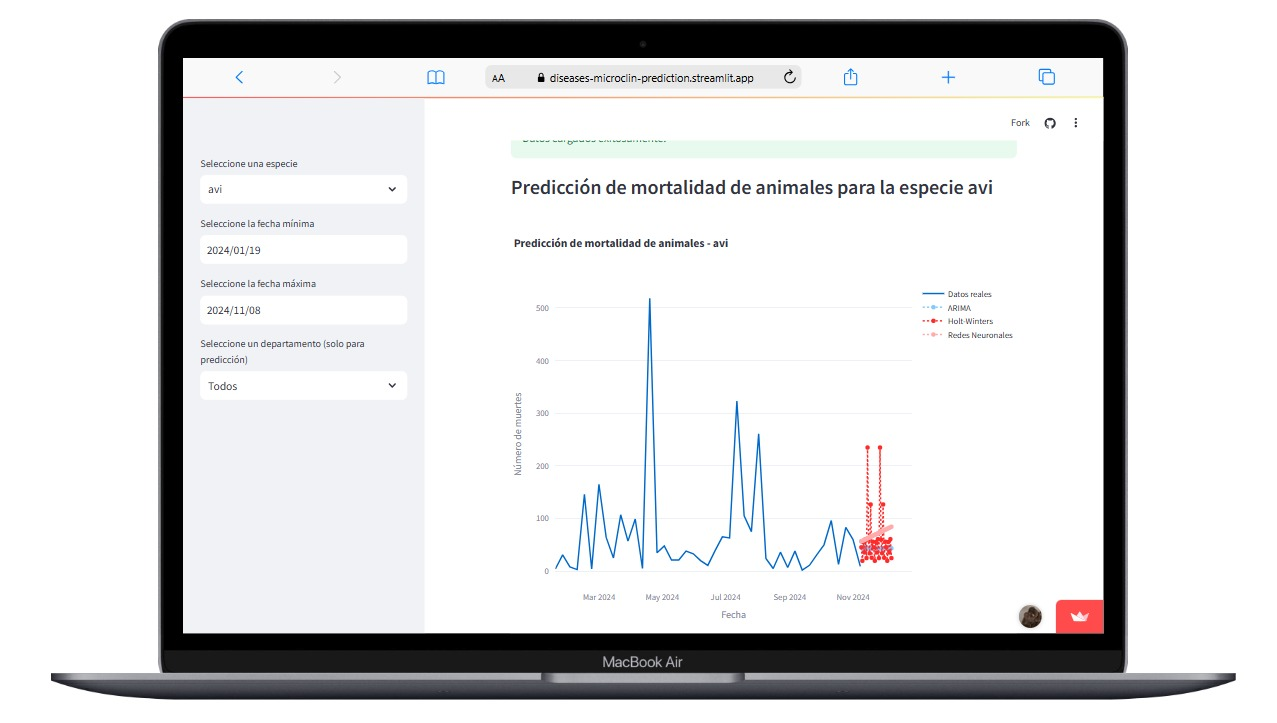 AA diseases-microclin-prediction.streamlit.app
Fork
Datos cargados exitosamente.
Seleccione una especie
avi
Seleccione la fecha mínima
2024/01/19
Seleccione la fecha máxima
2024/11/08
Seleccione un departamento (solo para
predicción)
Todos
Predicción de mortalidad de animales para la especie avi
Predicción de mortalidad de animales - avi
Datos reales
ARIMA
Holt-Winters
Redes Neuronales
Número de muertes
500
400
300
200
100
0
Mar 2024
May 2024
Jul 2024
Sep 2024
Nov 2024
Fecha
MacBook Air